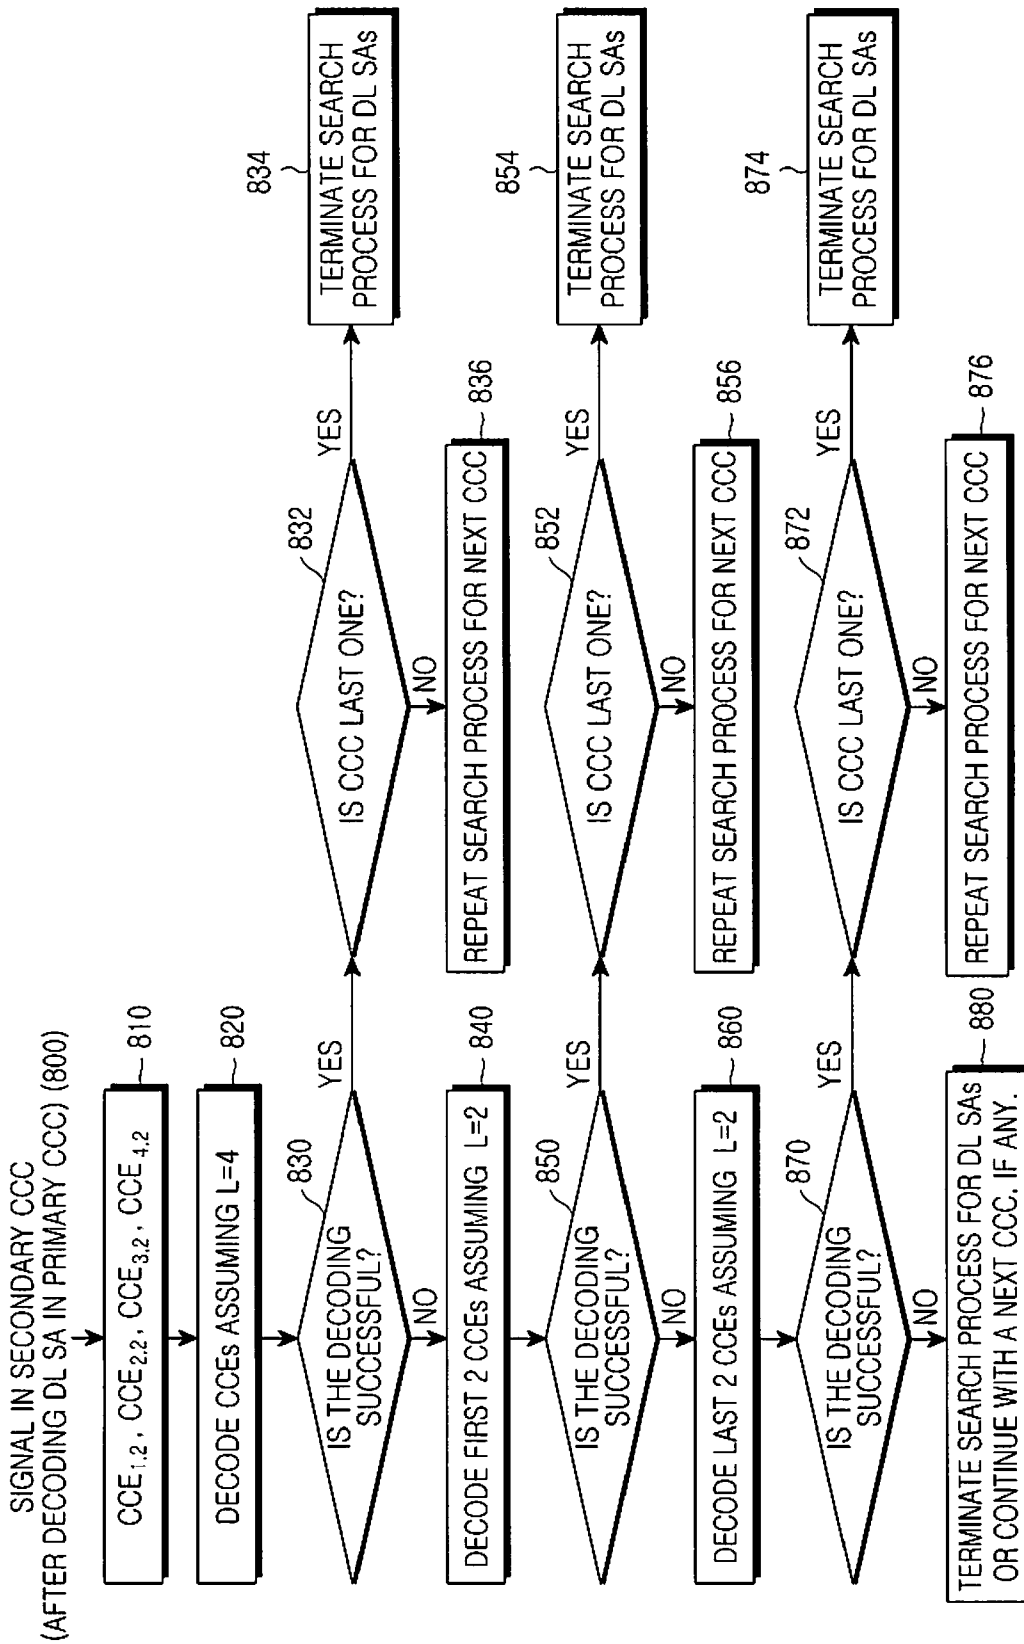 SIGNAL IN SECONDARY CCC
(AFTER DECODING DL SA IN PRIMARY CCC) (800)
CCE1.2, CCE2.2, CCE3.2, CCE4.2
810
DECODE CCEs ASSUMING L=4
820
IS THE DECODING
SUCCESSFUL?
830
YES
NO
IS CCC LAST ONE?
832
YES
NO
TERMINATE SEARCH
PROCESS FOR DL SAs
834
REPEAT SEARCH PROCESS FOR NEXT CCC
836
DECODE FIRST 2 CCEs ASSUMING L=2
840
IS THE DECODING
SUCCESSFUL?
850
YES
NO
IS CCC LAST ONE?
852
YES
NO
TERMINATE SEARCH
PROCESS FOR DL SAs
854
REPEAT SEARCH PROCESS FOR NEXT CCC
856
DECODE LAST 2 CCEs ASSUMING L=2
860
IS THE DECODING
SUCCESSFUL?
870
YES
NO
IS CCC LAST ONE?
872
YES
NO
TERMINATE SEARCH
PROCESS FOR DL SAs
874
REPEAT SEARCH PROCESS FOR NEXT CCC
876
TERMINATE SEARCH PROCESS FOR DL SAs
OR CONTINUE WITH A NEXT CCC, IF ANY.
880